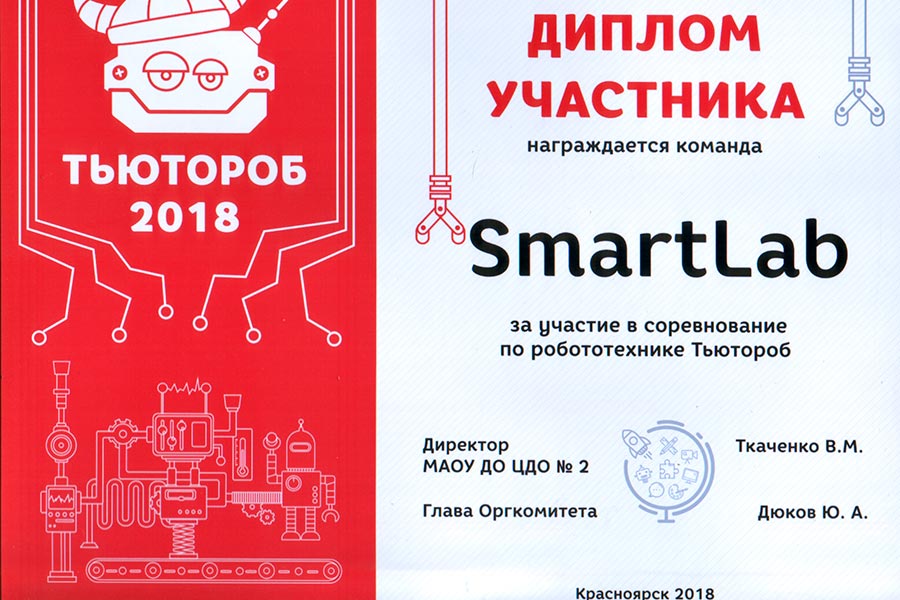 ТЬЮТОРОБ
2018
ДИПЛОМ
УЧАСТНИКА
награждается команда
SmartLab
за участие в соревнование
по робототехнике Тьютороб
Директор
МАОУ ДО ЦДО № 2
Ткаченко В.М.
Глава Оргкомитета
Дюков Ю. А.
Красноярск 2018